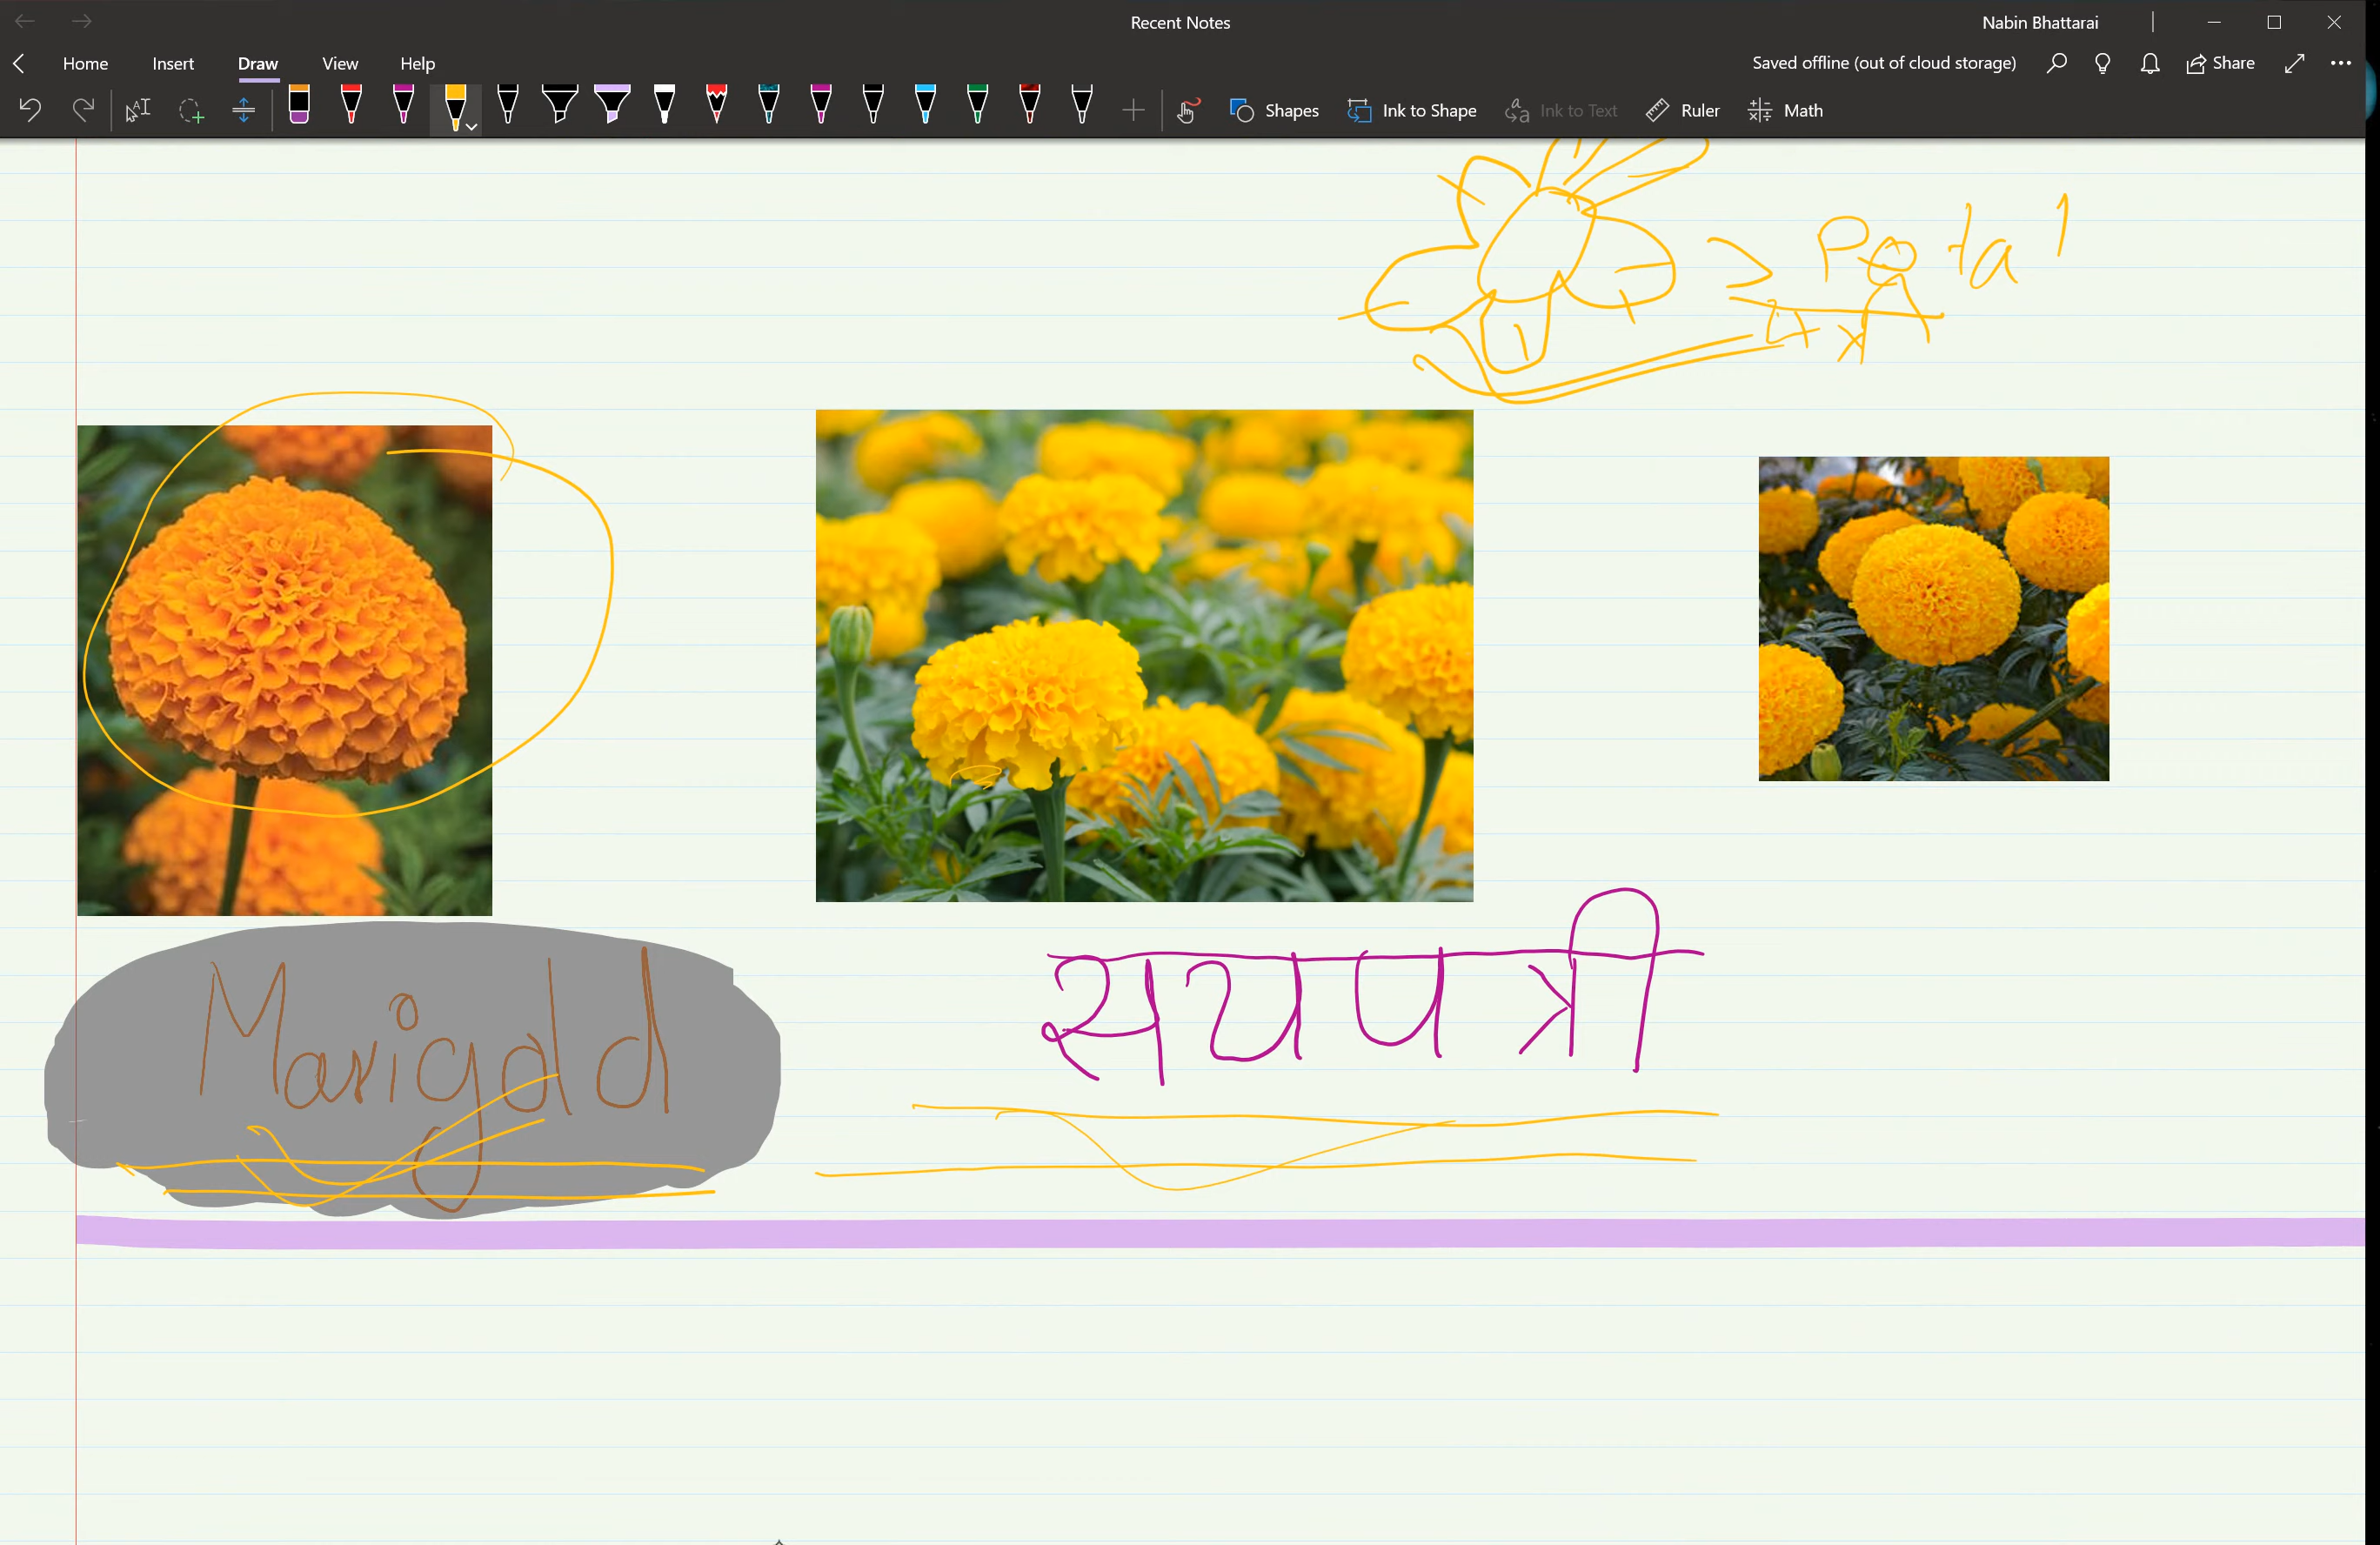 Recent Notes
Nabin Bhattarai
Home Insert Draw View Help
Saved offline (out of cloud storage)
Share
Shapes
Ink to Shape
Ink to Text
Ruler
Math
Petal
Marigold
सयपत्री